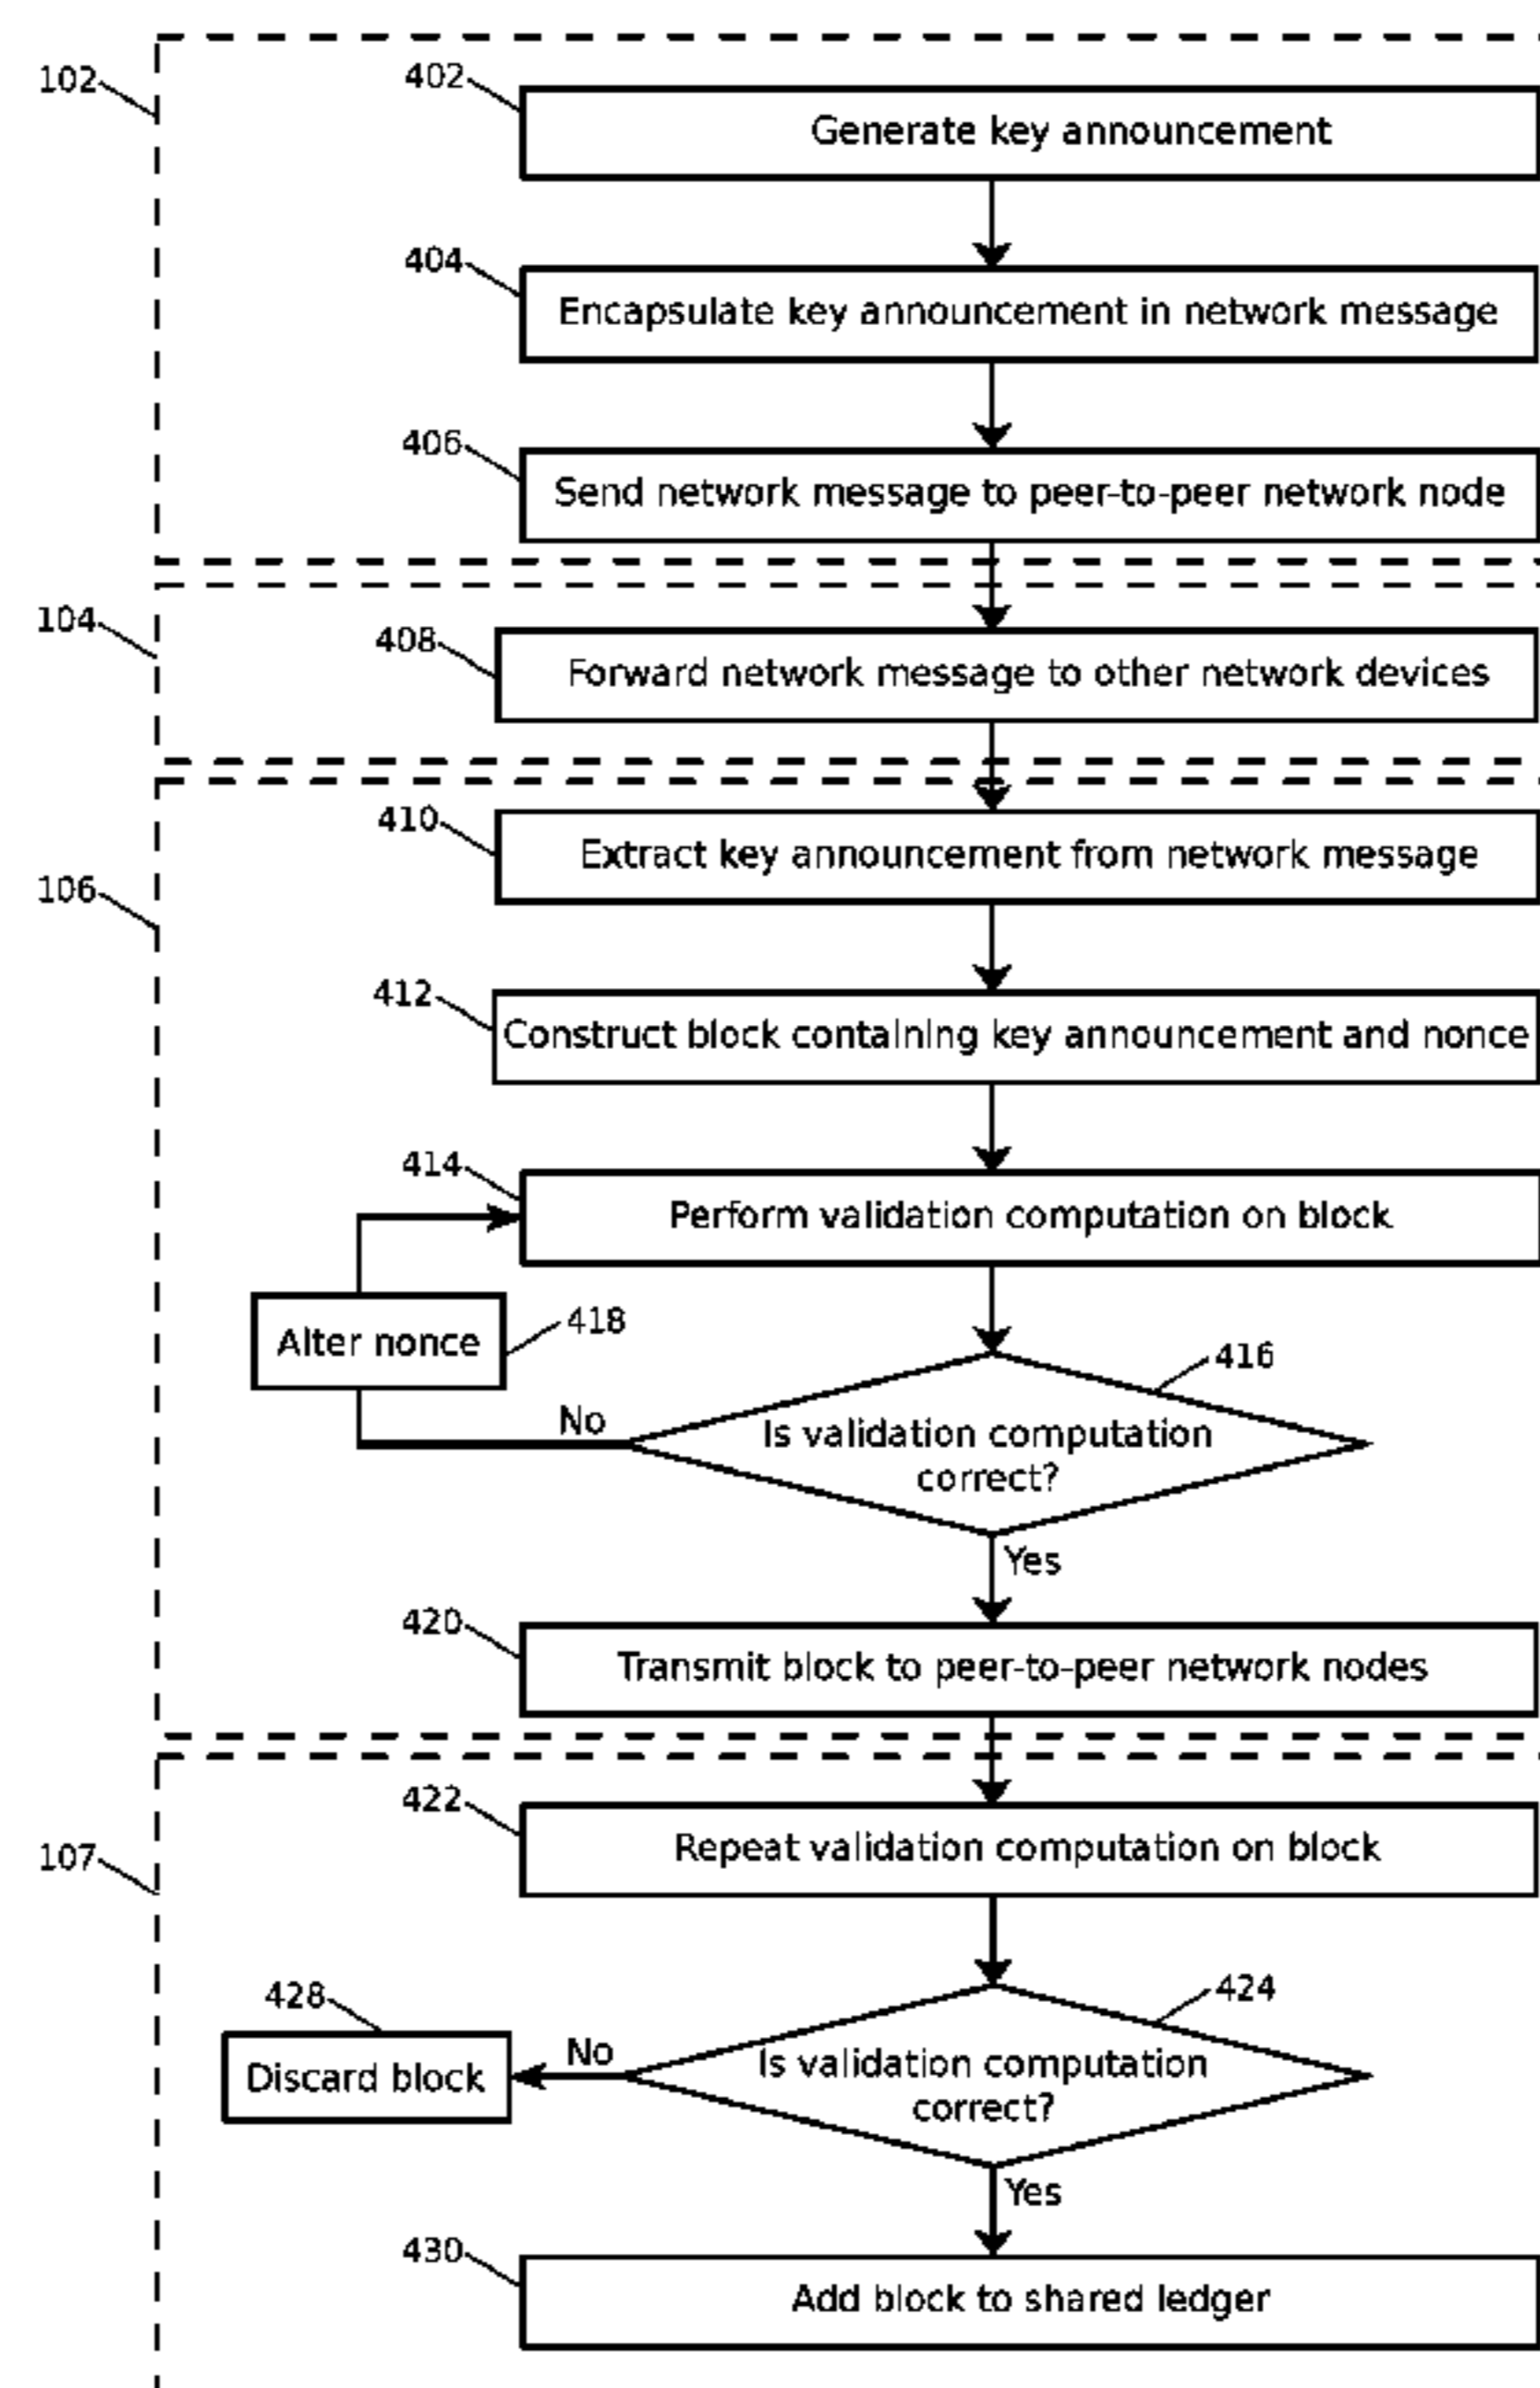 102
402
Generate key announcement
404
Encapsulate key announcement in network message
406
Send network message to peer-to-peer network node
104
408
Forward network message to other network devices
410
Extract key announcement from network message
106
412
Construct block containing key announcement and nonce
414
Perform validation computation on block
Alter nonce
418
416
No
Is validation computation
correct?
Yes
420
Transmit block to peer-to-peer network nodes
422
Repeat validation computation on block
107
428
424
Discard block
No
Is validation computation
correct?
Yes
430
Add block to shared ledger